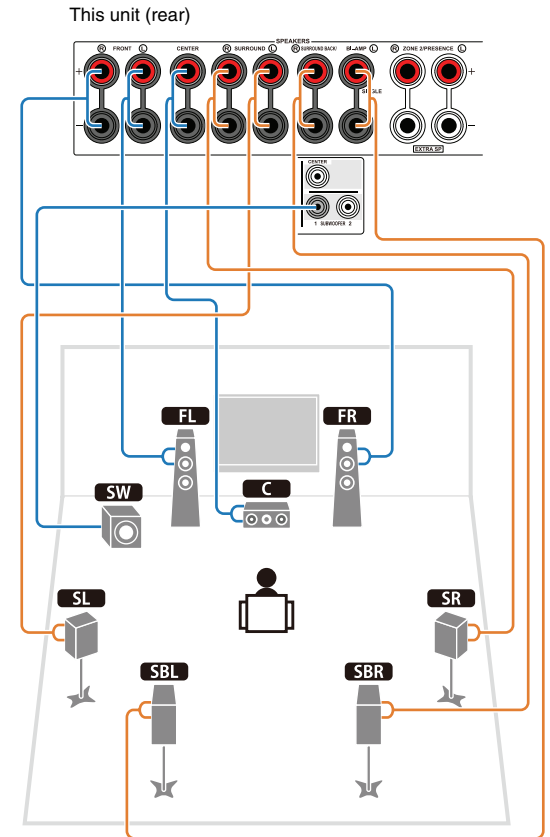 This unit (rear)
SPEAKERS
R FRONT L CENTER R SURROUND L R SURROUND BACK/ BI-AMP L R ZONE 2/PRESENCE L
+ +
SINGLE
– –
EXTRA SP
CENTER
1 SUBWOOFER 2
FL FR
SW C
SL SR
SBL SBR